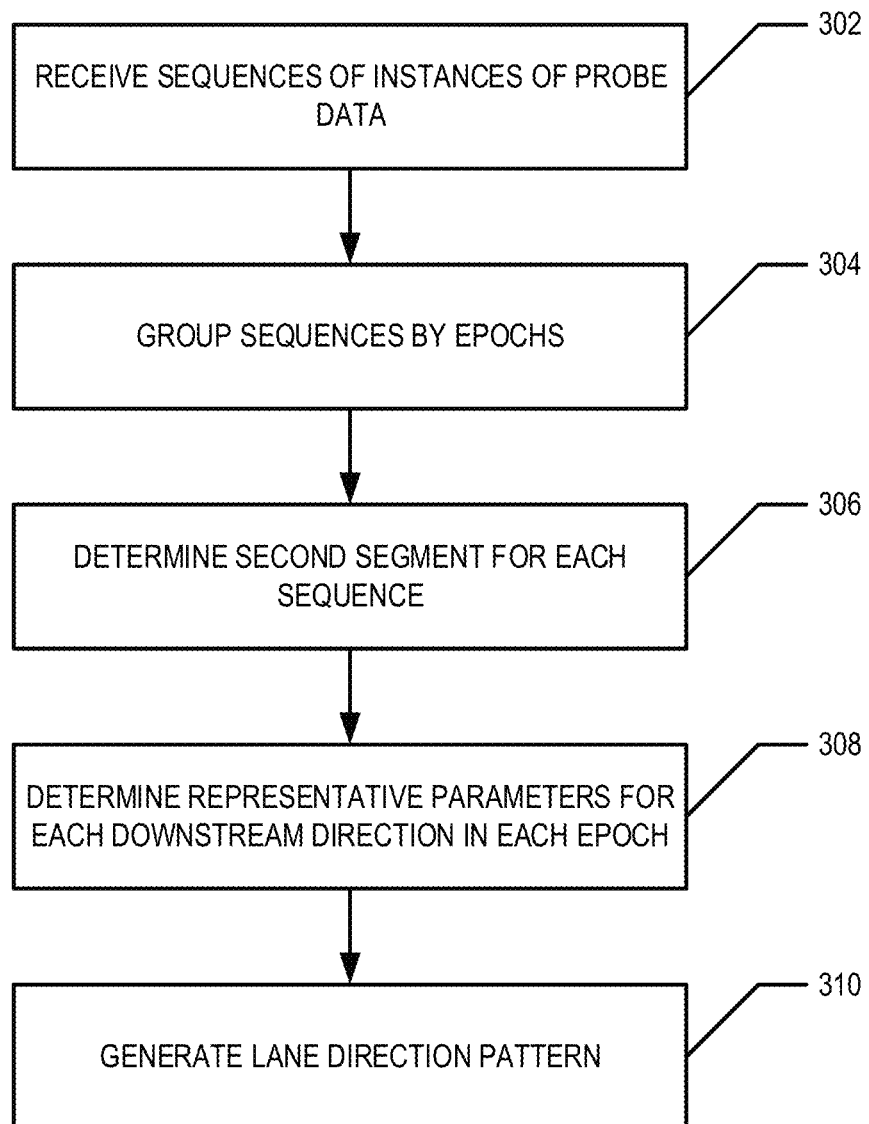 302
RECEIVE SEQUENCES OF INSTANCES OF PROBE
DATA
304
GROUP SEQUENCES BY EPOCHS
306
DETERMINE SECOND SEGMENT FOR EACH
SEQUENCE
308
DETERMINE REPRESENTATIVE PARAMETERS FOR
EACH DOWNSTREAM DIRECTION IN EACH EPOCH
310
GENERATE LANE DIRECTION PATTERN